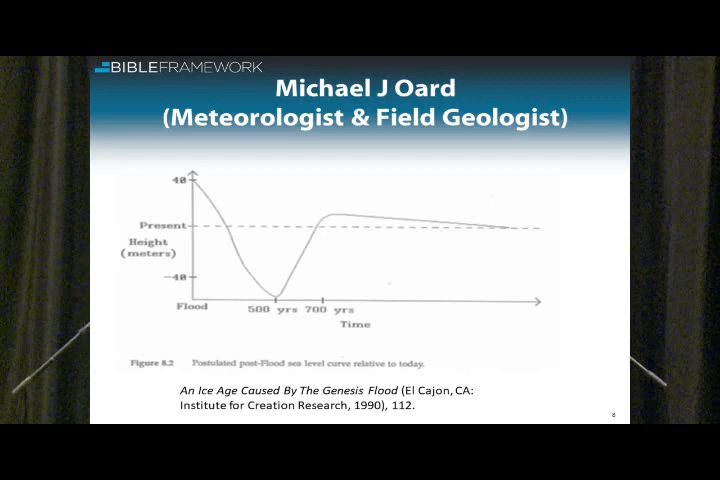 BIBLEFRAMEWORK
Michael J Oard
(Meteorologist & Field Geologist)
40
Present
Height
(meters)
-40
Flood
500 yrs 700 yrs
Time
Figure 8.2 Postulated post-Flood sea level curve relative to today.
An Ice Age Caused By The Genesis Flood (El Cajon, CA:
Institute for Creation Research, 1990), 112.
8